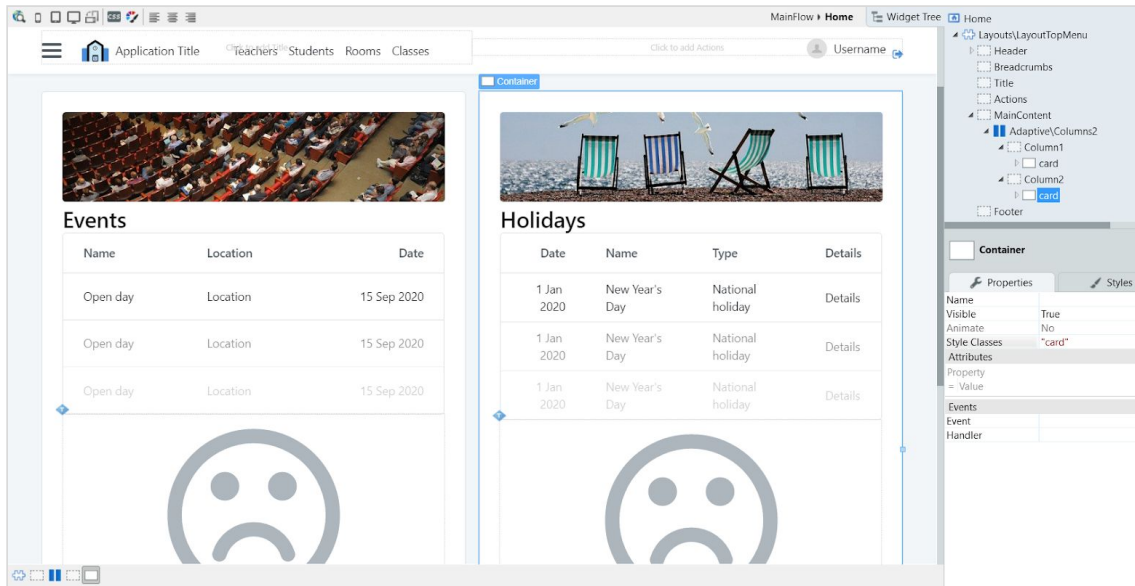 CSS
MainFlow Home
Widget Tree
Application Title
Click to add Title
Teachers Students Rooms Classes
Click to add Actions
Username
Container
Events
Name Location Date
Open day Location 15 Sep 2020
Open day Location 15 Sep 2020
Open day Location 15 Sep 2020
Holidays
Date Name Type Details
1 Jan New Year's National
2020 Day holiday Details
1 Jan New Year's National
2020 Day holiday Details
1 Jan New Year's National
2020 Day holiday Details
Home
Layouts\LayoutTopMenu
Header
Breadcrumbs
Title
Actions
MainContent
Adaptive\Columns2
Column1
card
Column2
card
Footer
Container
Properties Styles
Name
Visible True
Animate No
Style Classes "card"
Attributes
Property
= Value
Events
Event
Handler